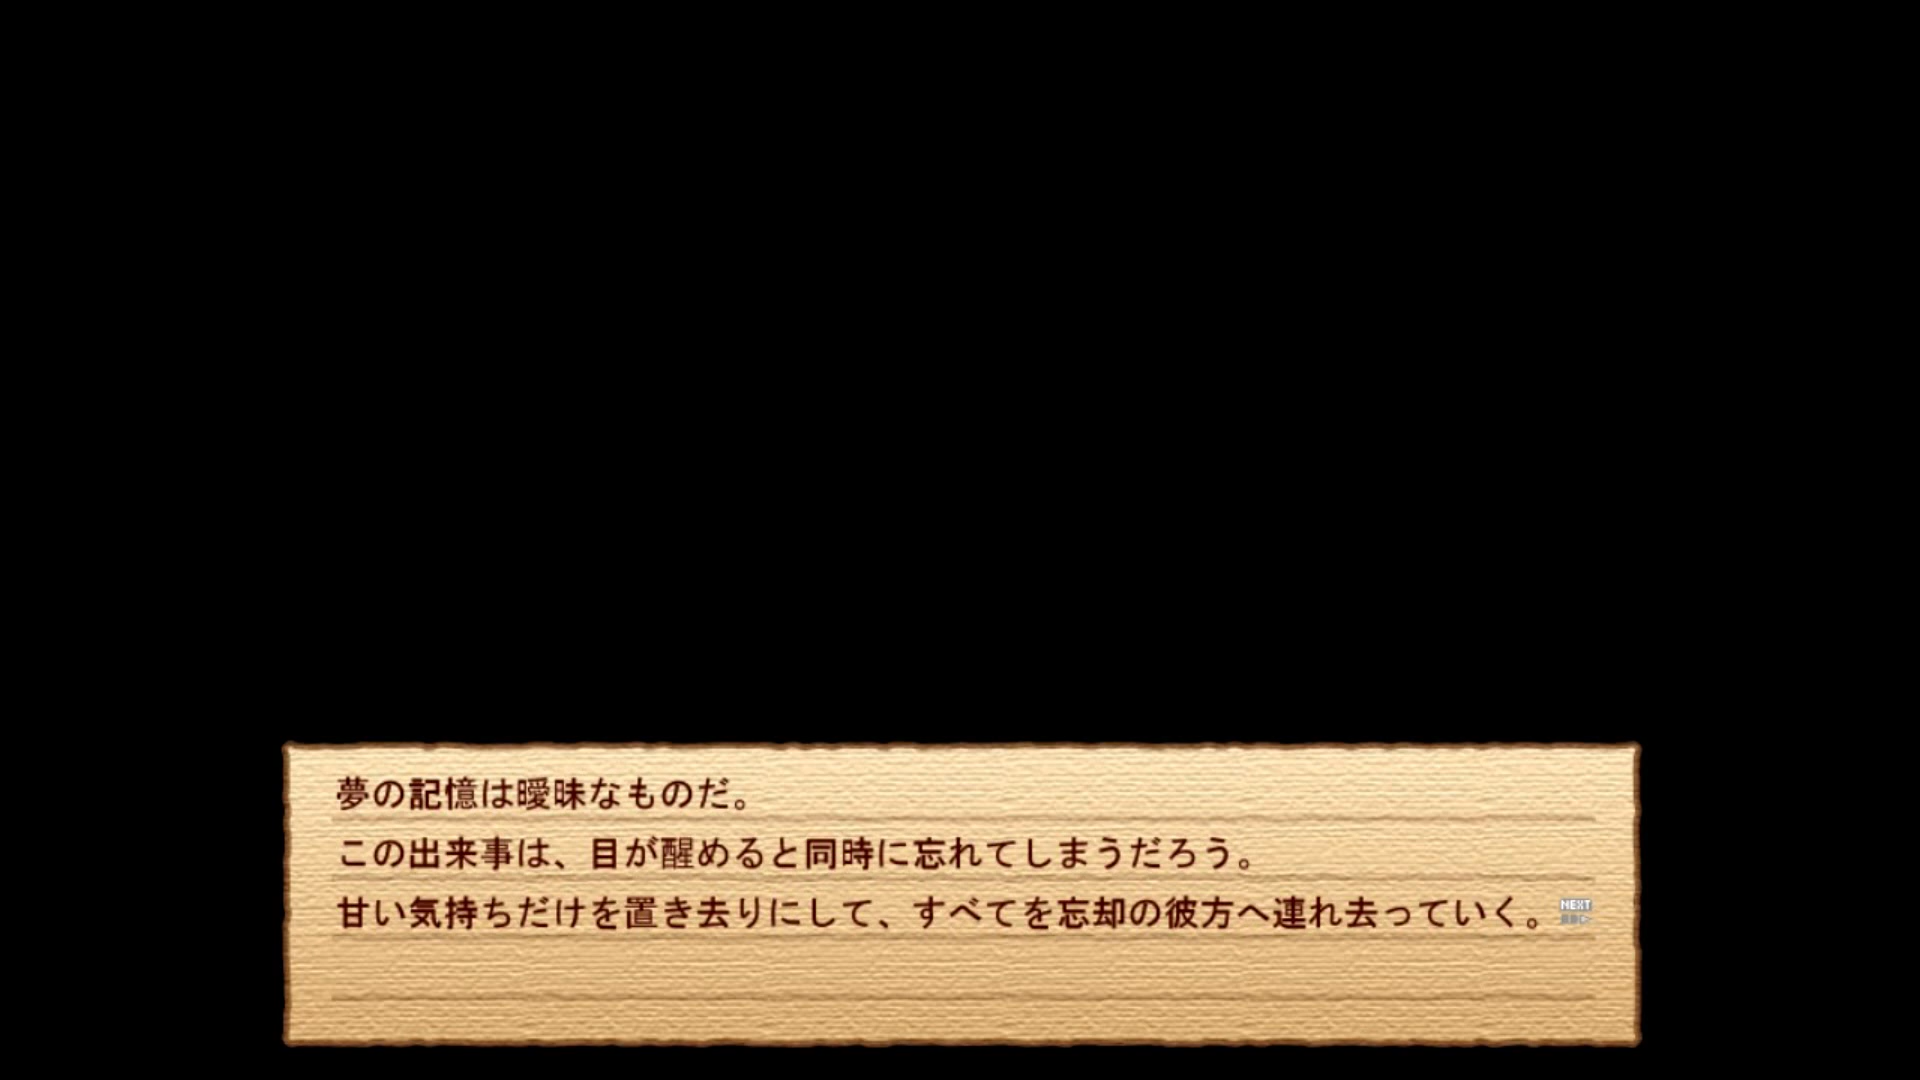 夢の記憶は曖昧なものだ。
この出来事は、目が醒めると同時に忘れてしまうだろう。
甘い気持ちだけを置き去りにして、すべてを忘却の彼方へ連れ去っていく。
NEXT